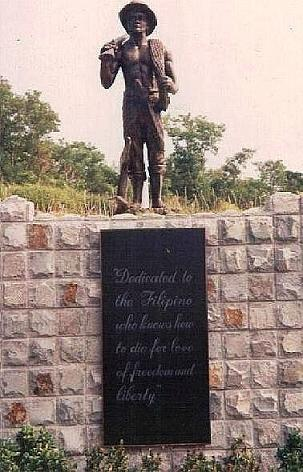 "Dedicated to
the Filipino
who knows how
to die for love
of freedom and
liberty"